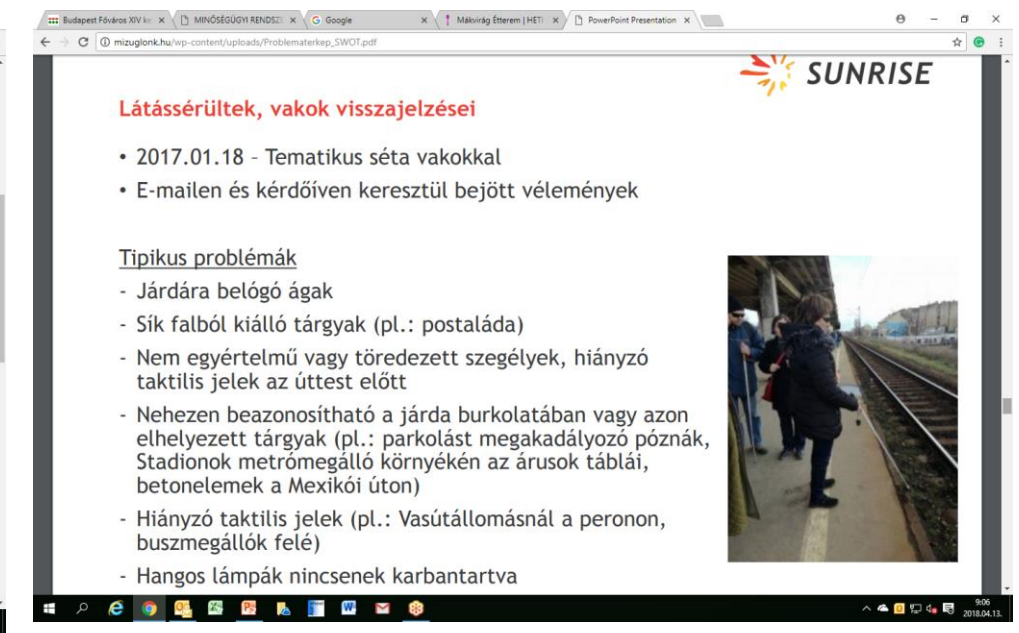 Budapest Főváros XIV ke
MINŐSÉGÜGYI RENDSZE
Google
Mákvirág Étterem | HETI
PowerPoint Presentation
mizuglonk.hu/wp-content/uploads/Problematerkep_SWOT.pdf
SUNRISE
Látássérültek, vakok visszajelzései
• 2017.01.18 – Tematikus séta vakokkal
• E-mailen és kérdőíven keresztül bejött vélemények
Tipikus problémák
- Járdára belógó ágak
- Sík falból kiálló tárgyak (pl.: postaláda)
- Nem egyértelmű vagy töredezett szegélyek, hiányzó
taktilis jelek az úttest előtt
- Nehezen beazonosítható a járda burkolatában vagy azon
elhelyezett tárgyak (pl.: parkolást megakadályozó póznák,
Stadionok metrómegálló környékén az árusok táblái,
betonelemek a Mexikói úton)
- Hiányzó taktilis jelek (pl.: Vasútállomásnál a peronon,
buszmegállók felé)
- Hangos lámpák nincsenek karbantartva
9:06
2018.04.13.